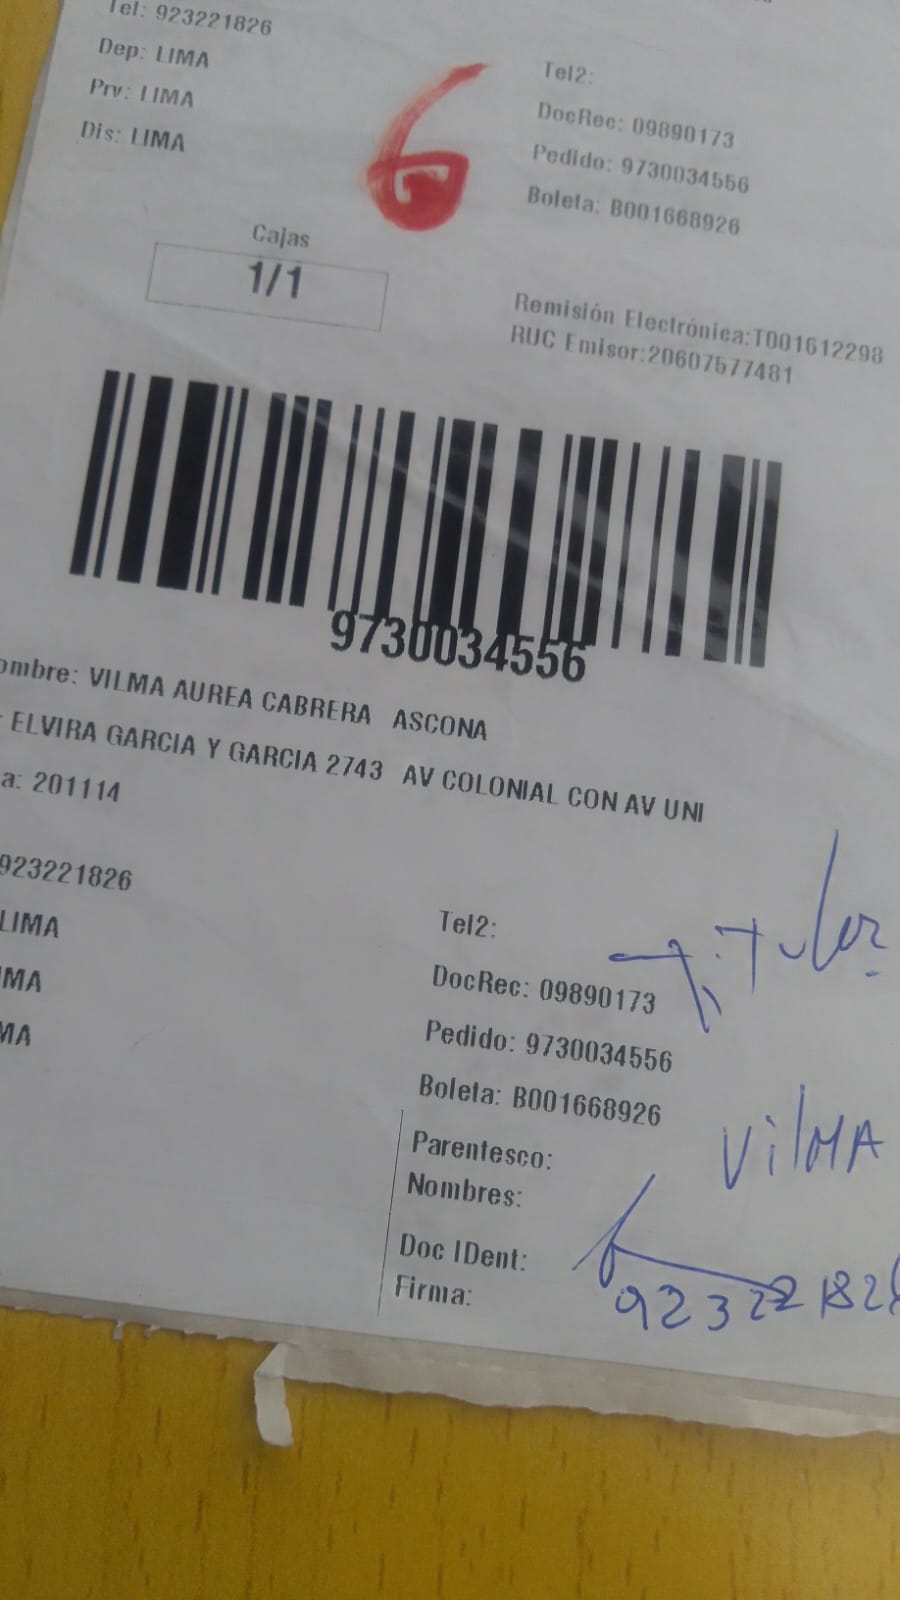 Tel: 923221826
Dep: LIMA
Prv: LIMA
Dis: LIMA
6
Tel2:
DocRec: 09890173
Pedido: 9730034556
Boleta: B001668926
Cajas
1/1
Remisión Electrónica:T001612298
RUC Emisor:20607577481
9730034556
ombre: VILMA AUREA CABRERA ASCONA
: ELVIRA GARCIA Y GARCIA 2743 AV COLONIAL CON AV UNI
a: 201114
923221826
LIMA
MA
MA
Tel2:
DocRec: 09890173
Pedido: 9730034556
Boleta: B001668926
Parentesco:
Nombres:
Doc IDent:
Firma:
VilMA